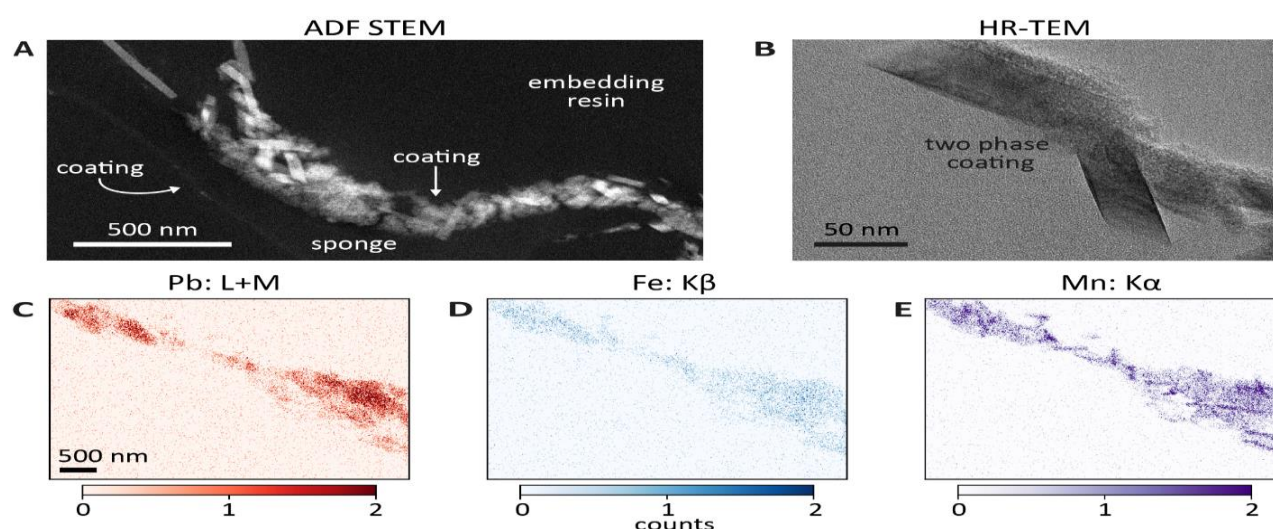 ADF STEM
HR-TEM
A
embedding
resin
coating
coating
500 nm
sponge
B
two phase
coating
50 nm
Pb: L+M
Fe: Kβ
Mn: Kα
C
500 nm
0 1 2
D
0 1 2
counts
E
0 1 2